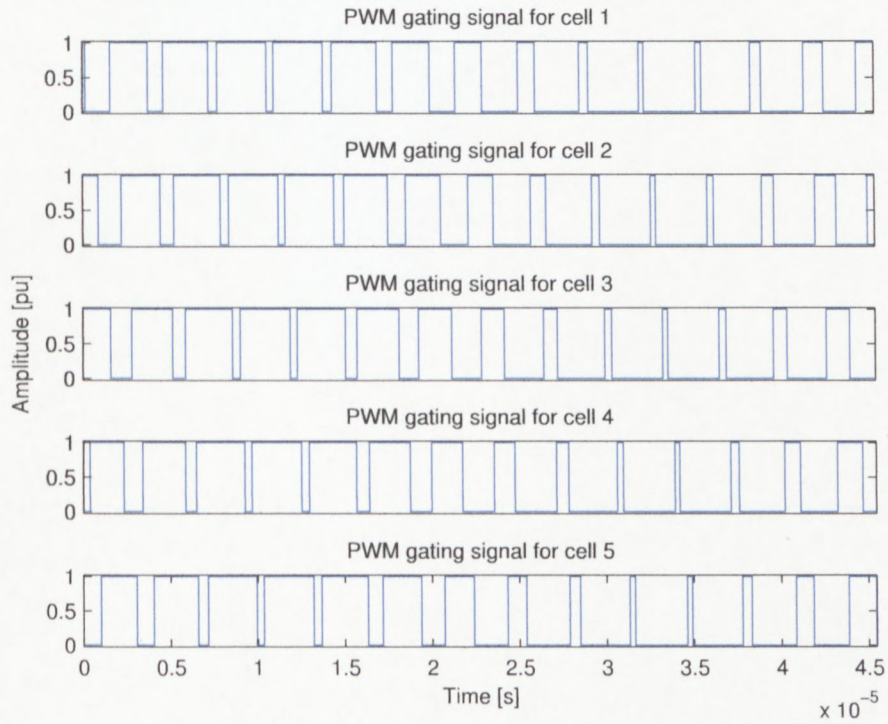 PWM gating signal for cell 1
1
0.5
0
PWM gating signal for cell 2
1
0.5
0
PWM gating signal for cell 3
1
0.5
0
Amplitude [pu]
PWM gating signal for cell 4
1
0.5
0
PWM gating signal for cell 5
1
0.5
0
0 0.5 1 1.5 2 2.5 3 3.5 4 4.5
Time [s]
x 10⁻⁵